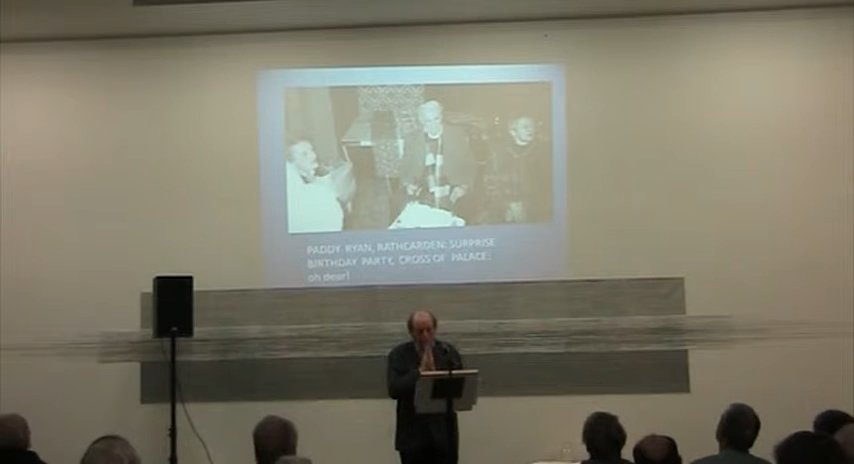 PADDY RYAN, RATHGARDEN: SURPRISE
BIRTHDAY PARTY, CROSS OF PALACE:
oh dear!